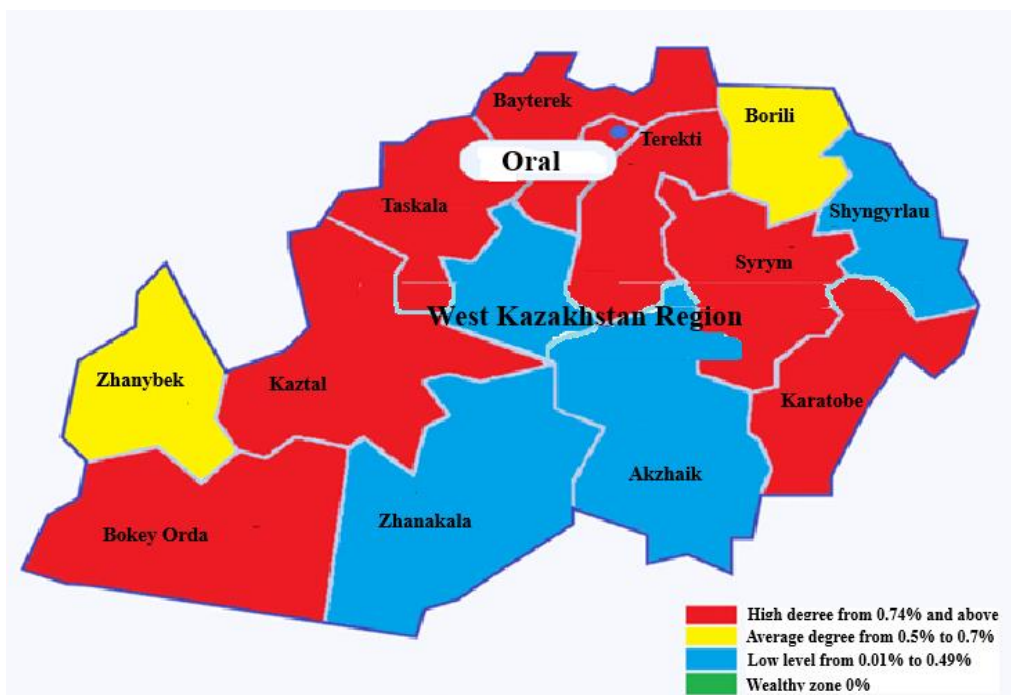 Bayterek
Borili
Terekti
Oral
Taskala
Shyngyrlau
Syrym
West Kazakhstan Region
Zhanybek
Kaztal
Karatobe
Akzhaik
Zhanakala
Bokey Orda
High degree from 0.74% and above
Average degree from 0.5% to 0.7%
Low level from 0.01% to 0.49%
Wealthy zone 0%